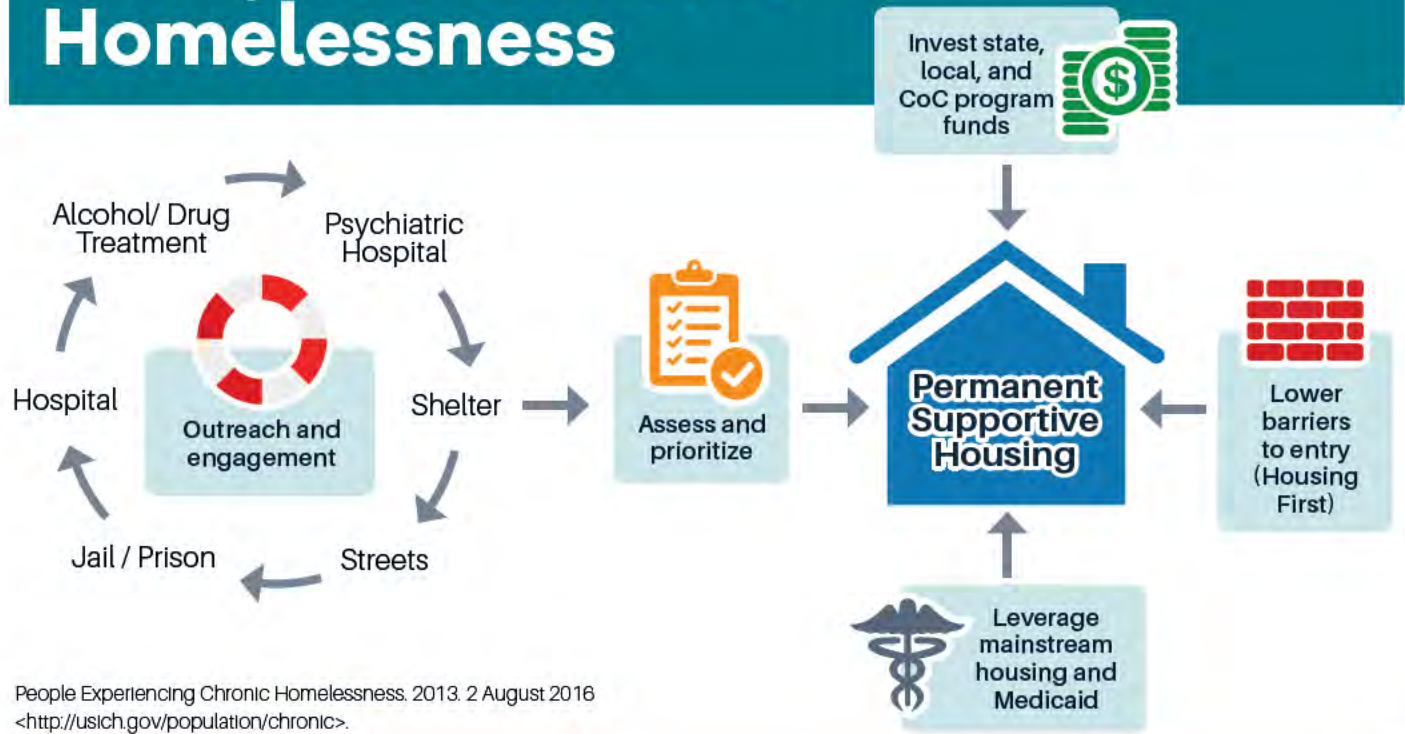 Homelessness
Invest state,
local, and
CoC program
funds
$
Alcohol/ Drug
Treatment
Psychiatric
Hospital
Hospital
Outreach and
engagement
Shelter
Assess and
prioritize
Permanent
Supportive
Housing
Lower
barriers
to entry
(Housing
First)
Jail / Prison
Streets
Leverage
mainstream
housing and
Medicaid
People Experiencing Chronic Homelessness. 2013. 2 August 2016
<http://usich.gov/population/chronic>.